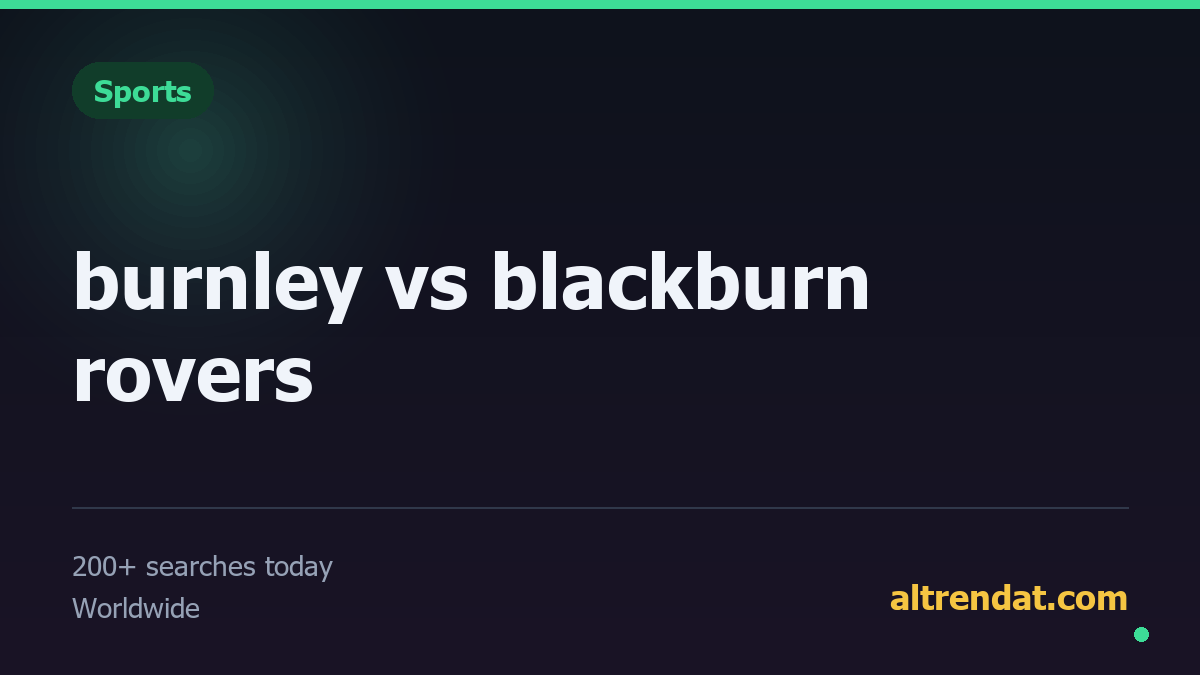 Sports
burnley vs blackburn
rovers
200+ searches today
Worldwide
altrendat.com